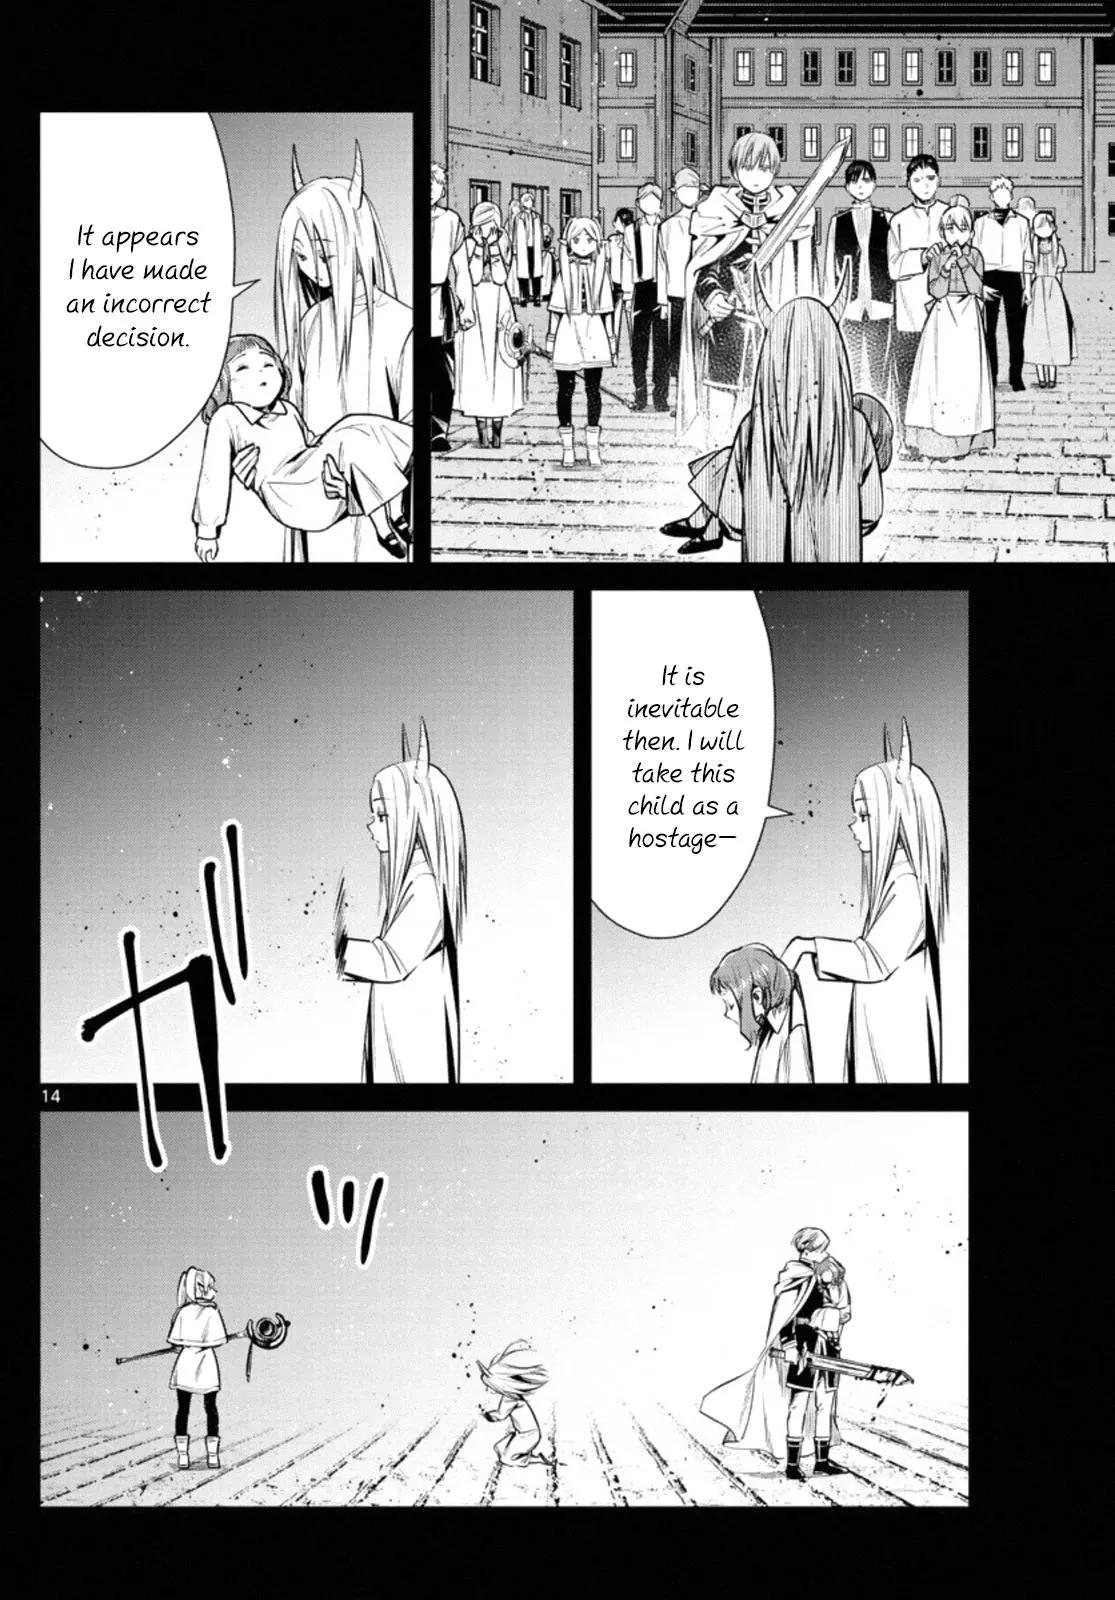 It appears
I have made
an incorrect
decision.
It is
inevitable
then. I will
take this
child as a
hostage—
ガ
ッ
14